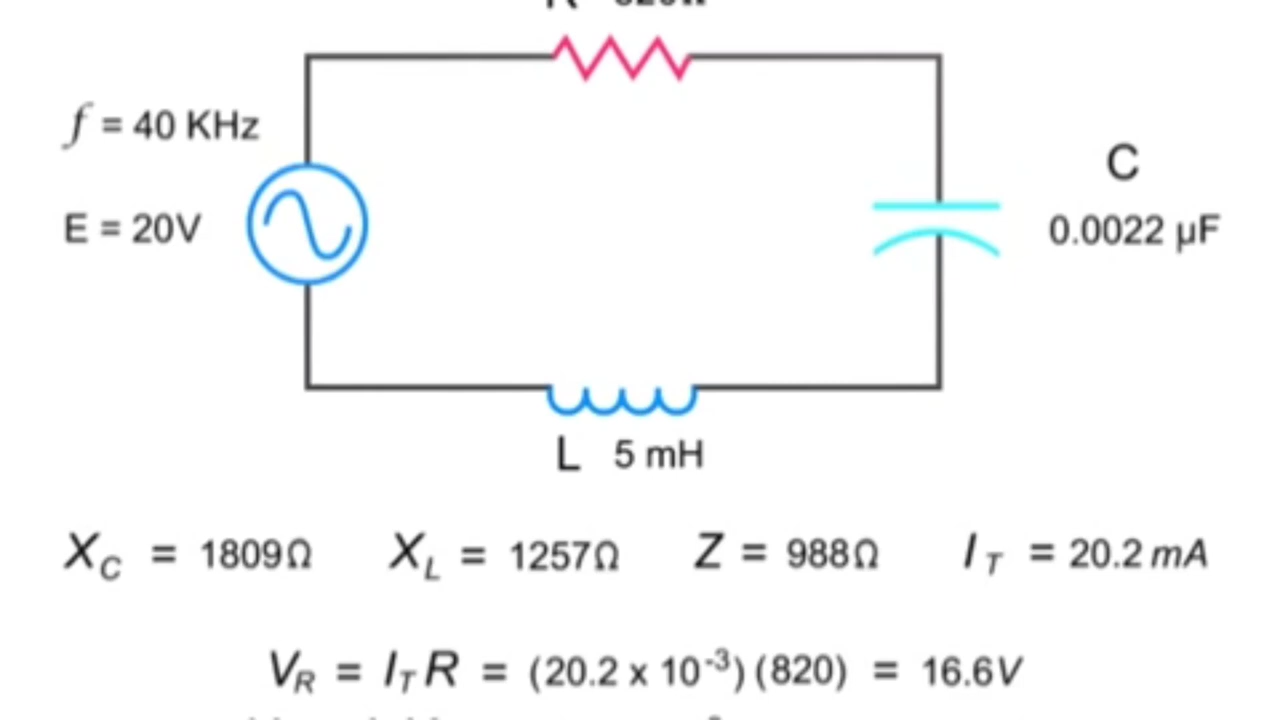 f = 40 KHz
E = 20V
C
0.0022 µF
L 5 mH
X_C = 1809Ω X_L = 1257Ω Z = 988Ω I_T = 20.2 mA
V_R = I_T R = (20.2 x 10^-3) (820) = 16.6V